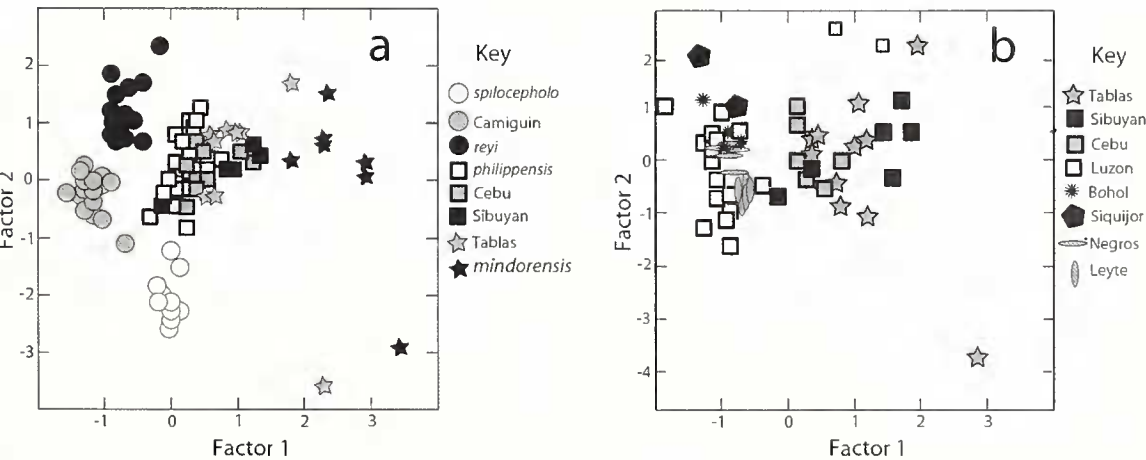 a
Key
spilocephalo
Camiguin
reyi
philippensis
Cebu
Sibuyan
Tablas
mindorensis
2
1
0
-1
-2
-3
Factor 2
-1
0
1
2
3
Factor 1
b
Key
Tablas
Sibuyan
Cebu
Luzon
Bohol
Siquijor
Negros
Leyte
2
1
0
-1
-2
-3
-4
Factor 2
-1
0
1
2
3
Factor 1